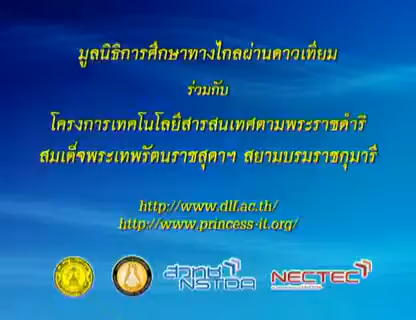 มูลนิธิการศึกษาทางไกลผ่านดาวเทียม
ร่วมกับ
โครงการเทคโนโลยีสารสนเทศตามพระราชดำริ
สมเด็จพระเทพรัตนราชสุดาฯ สยามบรมราชกุมารี
http://www.dlf.ac.th/
http://www.princess-it.org/
สวทช
NSTDA
NECTEC